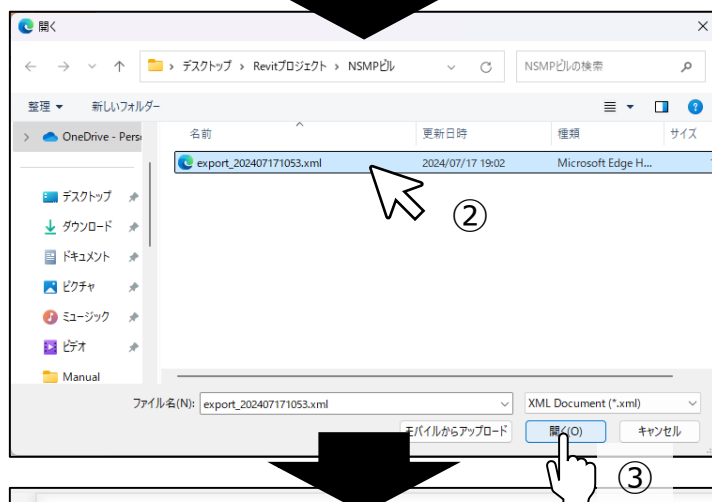 開く
デスクトップ › Revitプロジェクト › NSMPビル
NSMPビルの検索
整理 新しいフォルダー
OneDrive - Perso
名前 更新日時 種類 サイズ
export_202407171053.xml 2024/07/17 19:02 Microsoft Edge H...
②
デスクトップ
ダウンロード
ドキュメント
ピクチャ
ミュージック
ビデオ
Manual
ファイル名(N): export_202407171053.xml XML Document (*.xml)
モバイルからアップロード 開く(O) キャンセル
③